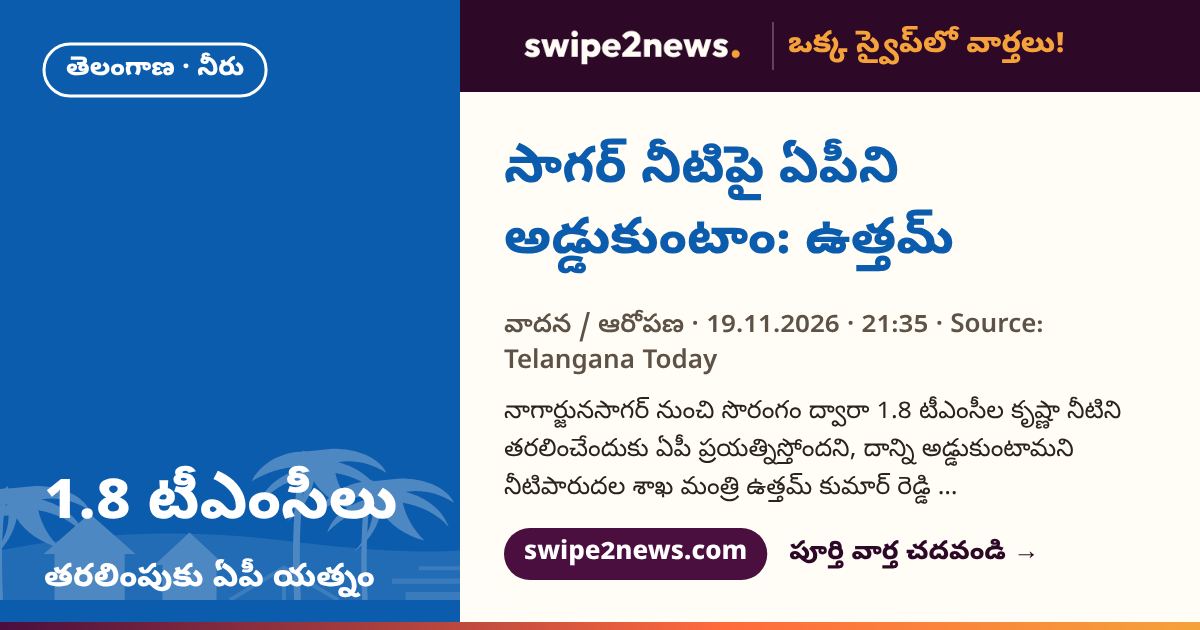 తెలంగాణ · నీరు
1.8 టీఎంసీలు
తరలింపుకు ఏపీ యత్నం
swipe2news.
ఒక్క స్వైప్‌లో వార్తలు!
సాగర్ నీటిపై ఏపీని
అడ్డుకుంటాం: ఉత్తమ్
వాదన / ఆరోపణ · 19.11.2026 · 21:35 · Source:
Telangana Today
నాగార్జునసాగర్ నుంచి సొరంగం ద్వారా 1.8 టీఎంసీల కృష్ణా నీటిని
తరలించేందుకు ఏపీ ప్రయత్నిస్తోందని, దాన్ని అడ్డుకుంటామని
నీటిపారుదల శాఖ మంత్రి ఉత్తమ్ కుమార్ రెడ్డి ...
swipe2news.com
పూర్తి వార్త చదవండి →